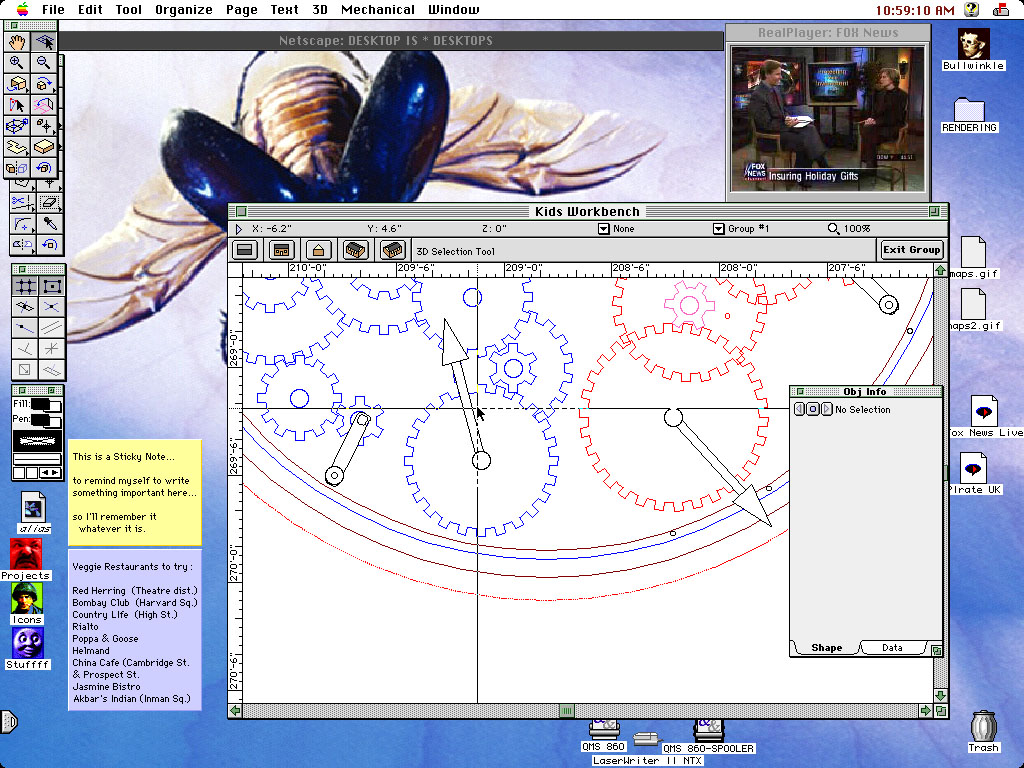 File Edit Tool Organize Page Text 3D Mechanical Window
10:59:10 AM
Netscape: DESKTOP IS * DESKTOPS
RealPlayer: FOX News
FOX NEWS
Insuring Holiday Gifts
Bullwinkle
RENDERING
maps.gif
maps2.gif
Fox News Live
PIrate UK
Trash
Kids Workbench
X: -6.2" Y: 4.6" Z: 0" None Group #1 100%
3D Selection Tool
Exit Group
210'-0" 209'-6" 209'-0" 208'-6" 208'-0" 207'-6"
269'-0"
269'-6"
270'-0"
270'-6"
Obj Info
No Selection
Shape Data
Fill:
Pen:
alias
Projects
Icons
Stuffff
This is a Sticky Note...
to remind myself to write
something important here...
so I'll remember it
whatever it is.
Veggie Restaurants to try :
Red Herring (Theatre dist.)
Bombay Club (Harvard Sq.)
Country LIfe (High St.)
Rialto
Poppa & Goose
Helmand
China Cafe (Cambridge St.
& Prospect St.
Jasmine Bistro
Akbar's Indian (Inman Sq.)
QMS 860
QMS 860-SPOOLER
LaserWriter II NTX